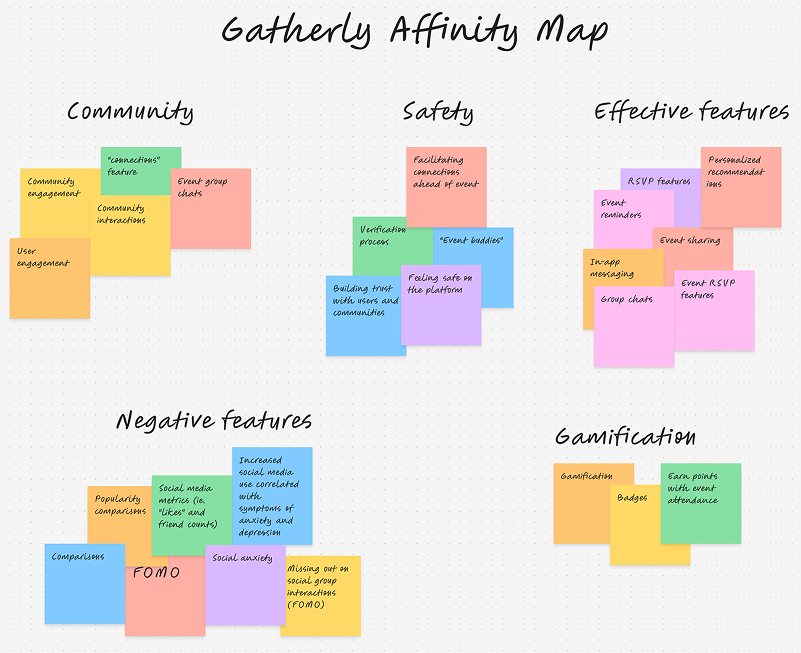 Gatherly Affinity Map
Community
"connections"
feature
Community
engagement
Community
interactions
Event group
chats
User
engagement
Safety
Facilitating
connections
ahead of event
Verification
process
"Event buddies"
Building trust
with users and
communities
Feeling safe on
the platform
Effective features
Personalized
recommendat
ions
RSVP features
Event
reminders
Event sharing
In-app
messaging
Event RSVP
features
Group chats
Negative features
Increased
social media
use correlated
with
symptoms of
anxiety and
depression
Social media
metrics (ie.
"likes" and
friend counts)
Popularity
comparisons
Comparisons
FOMO
Social anxiety
Missing out on
social group
interactions
(FOMO)
Gamification
Gamification
Badges
Earn points
with event
attendance